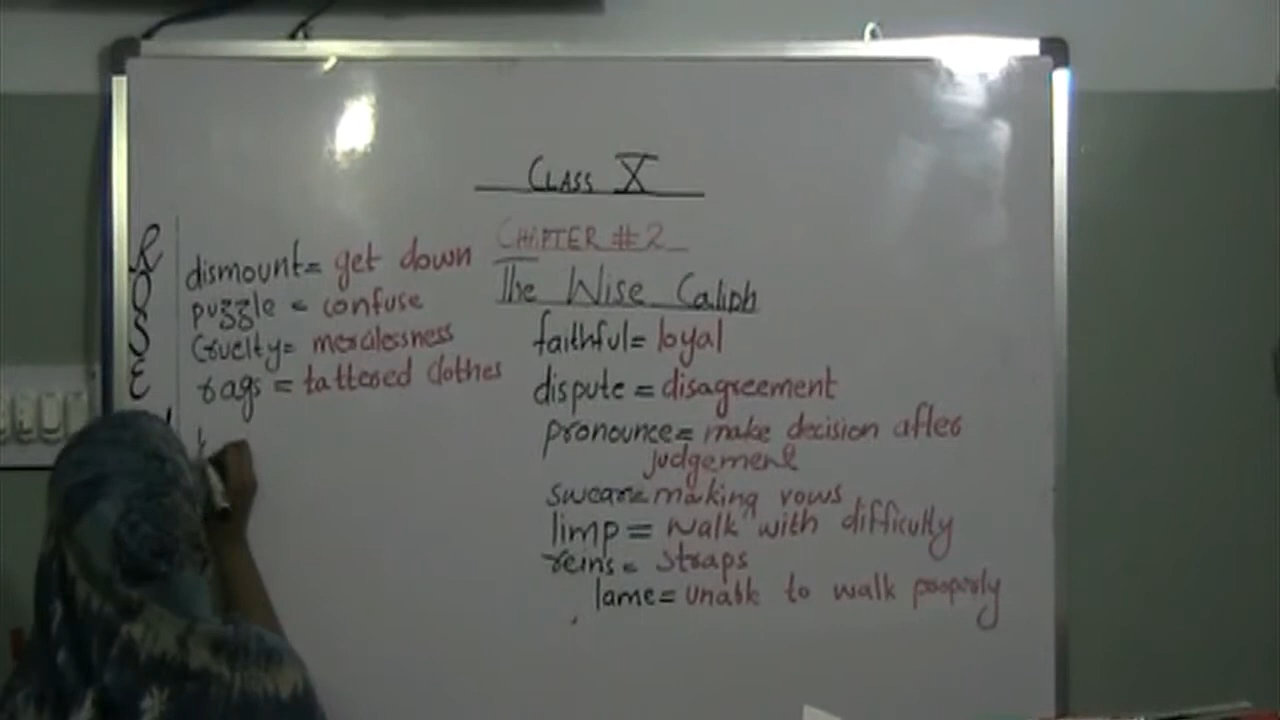 CLASS X
CHAPTER #2
The Wise Caliph
R
O
S
E
dismount= get down
puzzle = confuse
Cruelty= mercilessness
rags = tattered clothes
faithful= loyal
dispute = disagreement
pronounce= make decision after
judgement
swear= making vows
limp = walk with difficulty
reins = straps
lame= unable to walk properly